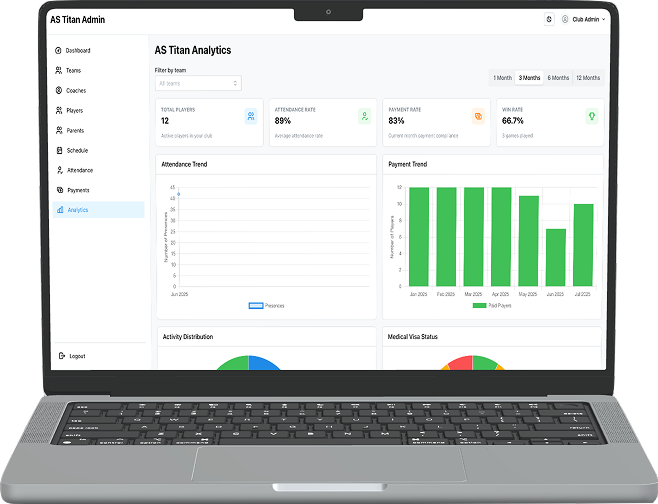 AS Titan Admin
Club Admin
Dashboard
Teams
Coaches
Players
Parents
Schedule
Attendance
Payments
Analytics
Logout
AS Titan Analytics
Filter by team
All teams
1 Month
3 Months
6 Months
12 Months
TOTAL PLAYERS
12
Active players in your club
ATTENDANCE RATE
89%
Average attendance rate
PAYMENT RATE
83%
Current month payment compliance
WIN RATE
66.7%
3 games played
Attendance Trend
45
40
35
30
25
20
15
10
5
0
Number of Presences
Jun 2025
Presences
Payment Trend
12
10
8
6
4
2
0
Number of Players
Jan 2025
Feb 2025
Mar 2025
Apr 2025
May 2025
Jun 2025
Jul 2025
Paid Players
Activity Distribution
Medical Visa Status